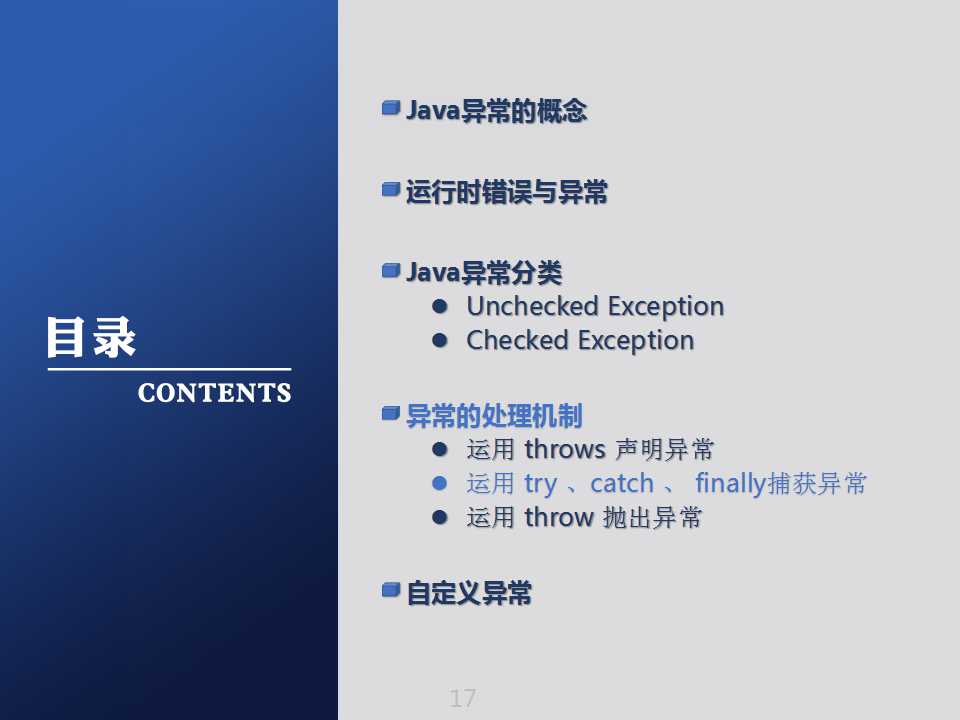 目录
CONTENTS
Java异常的概念
运行时错误与异常
Java异常分类
Unchecked Exception
Checked Exception
异常的处理机制
运用 throws 声明异常
运用 try 、catch 、 finally捕获异常
运用 throw 抛出异常
自定义异常
17